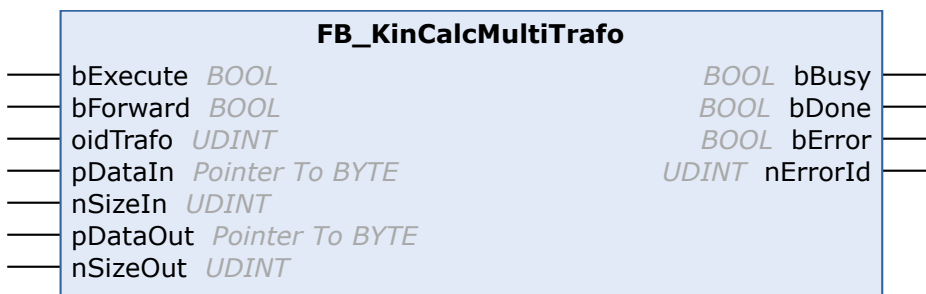 FB_KinCalcMultiTrafo
bExecute BOOL BOOL bBusy
bForward BOOL BOOL bDone
oidTrafo UDINT BOOL bError
pDataIn Pointer To BYTE UDINT nErrorId
nSizeIn UDINT
pDataOut Pointer To BYTE
nSizeOut UDINT